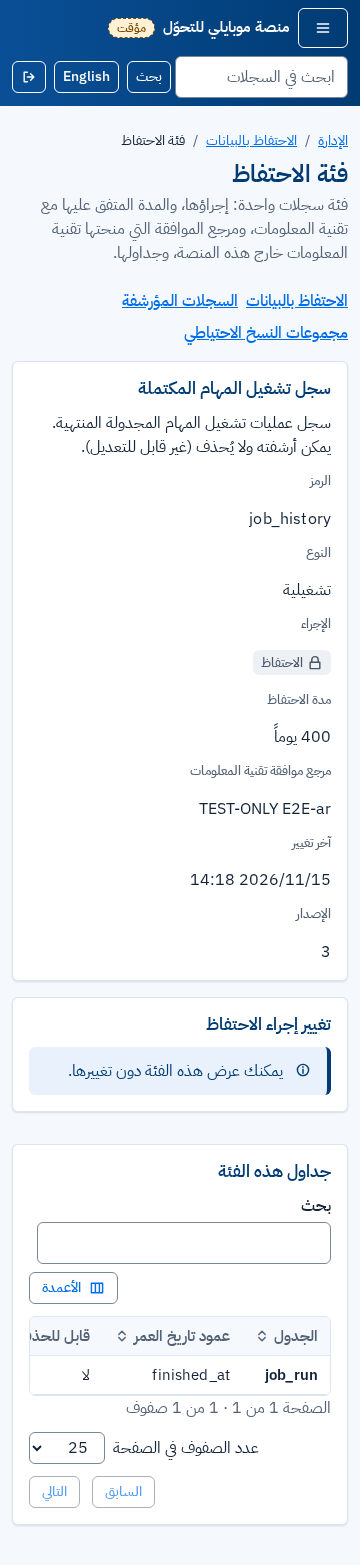 منصة موبايلي للتحوّل مؤقت
ابحث في السجلات
بحث
English
الإدارة / الاحتفاظ بالبيانات / فئة الاحتفاظ
فئة الاحتفاظ
فئة سجلات واحدة: إجراؤها، والمدة المتفق عليها مع
تقنية المعلومات، ومرجع الموافقة التي منحتها تقنية
المعلومات خارج هذه المنصة، وجداولها.
الاحتفاظ بالبيانات السجلات المؤرشفة
مجموعات النسخ الاحتياطي
سجل تشغيل المهام المكتملة
سجل عمليات تشغيل المهام المجدولة المنتهية.
يمكن أرشفته ولا يُحذف (غير قابل للتعديل).
الرمز
job_history
النوع
تشغيلية
الإجراء
الاحتفاظ
مدة الاحتفاظ
400 يوماً
مرجع موافقة تقنية المعلومات
TEST-ONLY E2E-ar
آخر تغيير
2026/11/15 14:18
الإصدار
3
تغيير إجراء الاحتفاظ
يمكنك عرض هذه الفئة دون تغييرها.
جداول هذه الفئة
بحث
الأعمدة
الجدول عمود تاريخ العمر قابل للحذف
job_run finished_at لا
الصفحة 1 من 1 · 1 من 1 صفوف
عدد الصفوف في الصفحة 25
السابق التالي